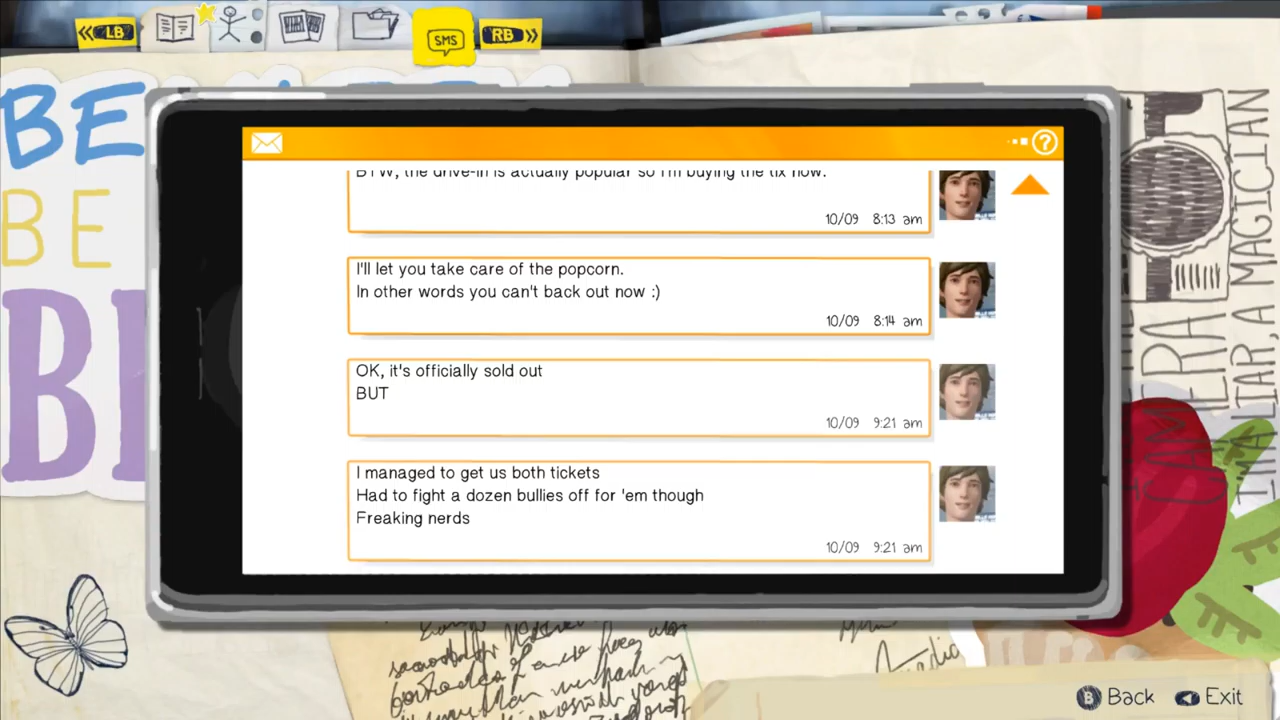 LB
SMS
RB
BE
BE
BTW, the drive-in is actually popular so I'm buying the tix now.
10/09 8:13 am
I'll let you take care of the popcorn.
In other words you can't back out now :)
10/09 8:14 am
OK, it's officially sold out
BUT
10/09 9:21 am
I managed to get us both tickets
Had to fight a dozen bullies off for 'em though
Freaking nerds
10/09 9:21 am
?
A MAGICIAN
B Back
Exit